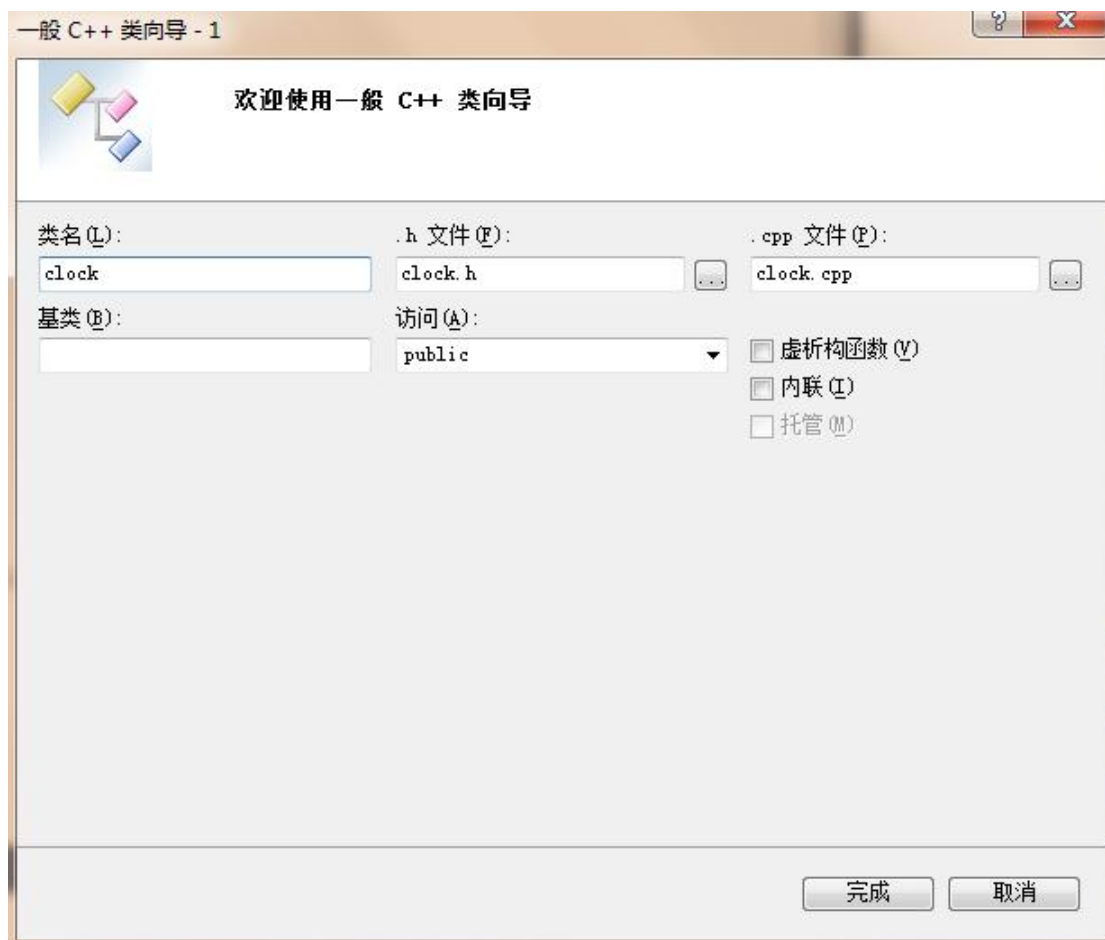 一般 C++ 类向导 - 1
欢迎使用一般 C++ 类向导
类名(L):
.h 文件(F):
.cpp 文件(P):
clock
clock.h
...
clock.cpp
...
基类(B):
访问(A):
public
虚析构函数(V)
内联(I)
托管(M)
完成
取消